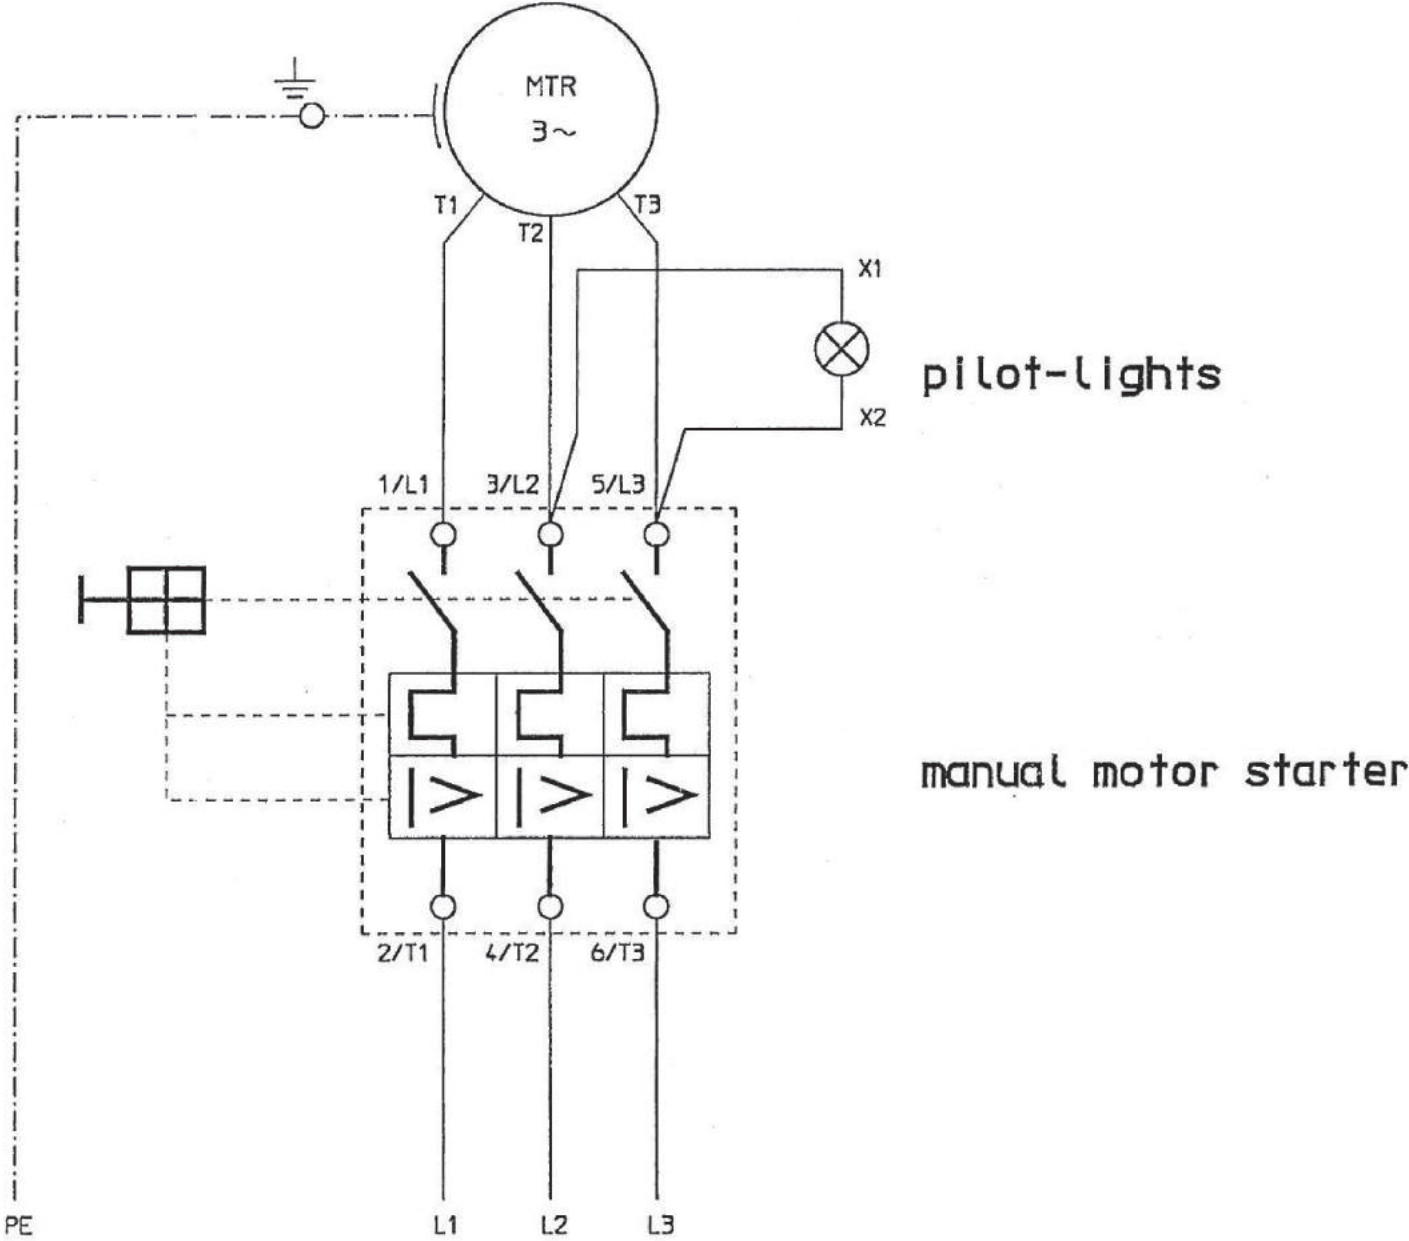 MTR
3~
T1
T2
T3
X1
pilot-lights
X2
1/L1
3/L2
5/L3
I >
I >
I >
manual motor starter
2/T1
4/T2
6/T3
PE
L1
L2
L3